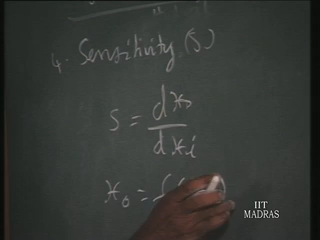 4. Sensitivity (S)
S = dx₀
dxi
x₀ = f(
IIT
MADRAS